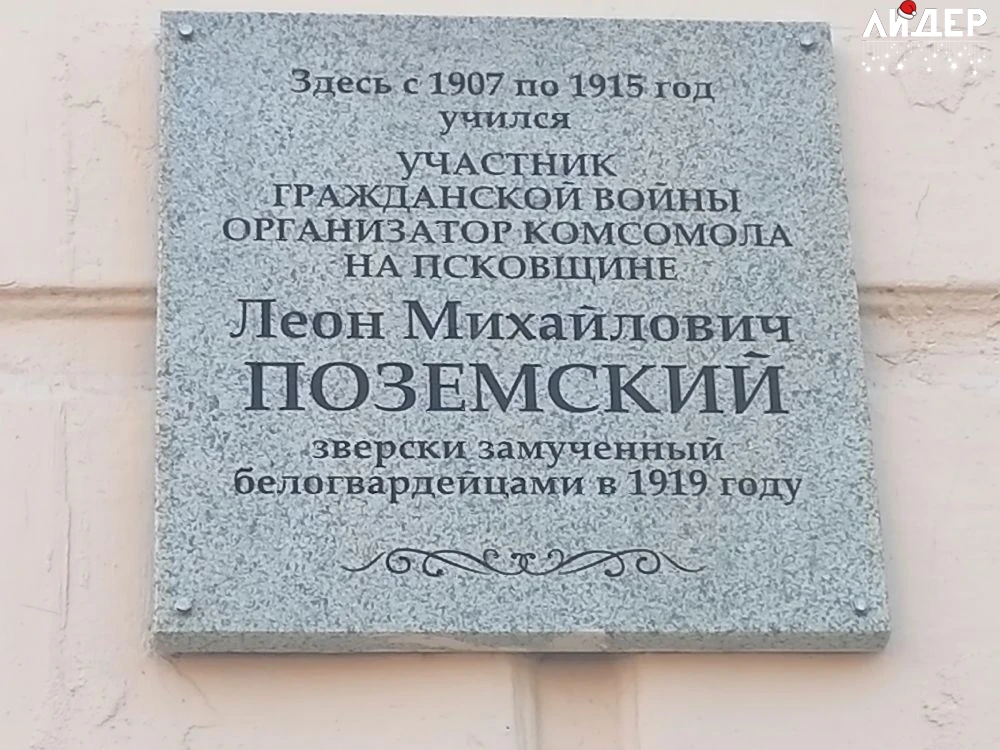 ЛИДЕР
Здесь с 1907 по 1915 год
учился
УЧАСТНИК
ГРАЖДАНСКОЙ ВОЙНЫ
ОРГАНИЗАТОР КОМСОМОЛА
НА ПСКОВЩИНЕ
Леон Михайлович
ПОЗЕМСКИЙ
зверски замученный
белогвардейцами в 1919 году